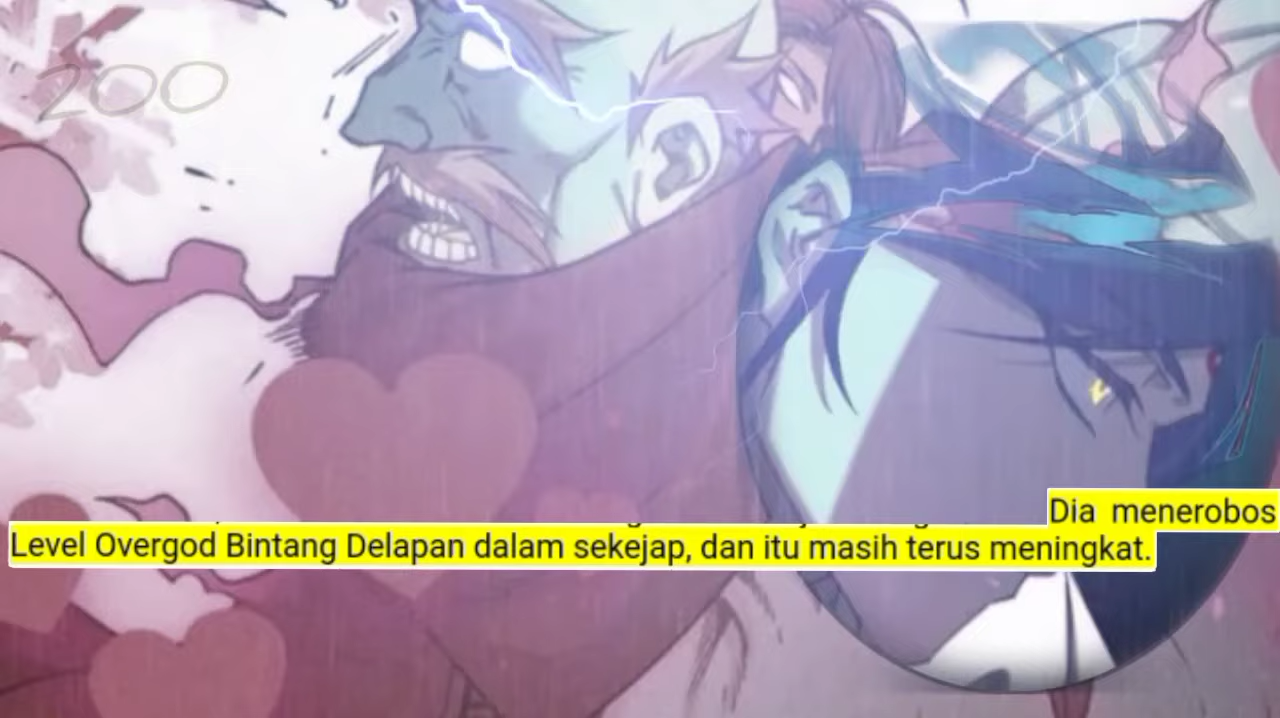 200
Dia menerobos
Level Overgod Bintang Delapan dalam sekejap, dan itu masih terus meningkat.